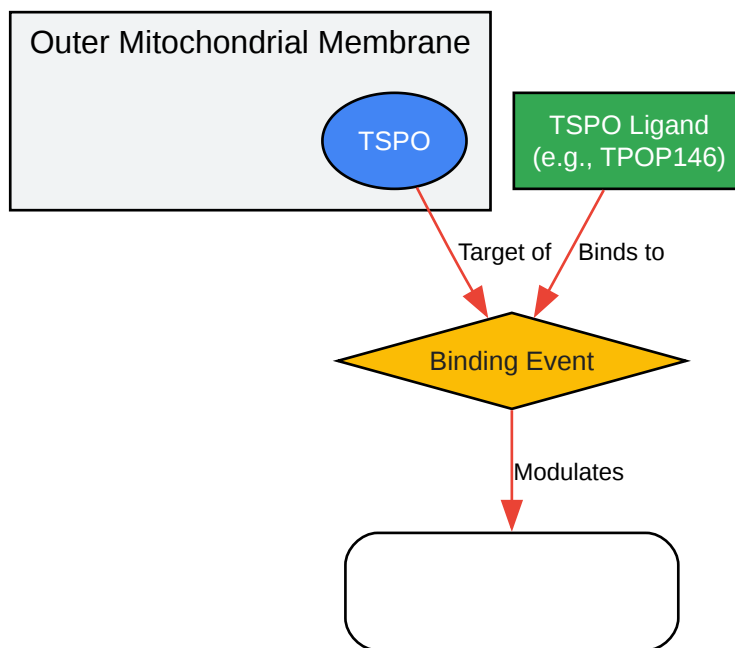 Outer Mitochondrial Membrane
TSPO
TSPO Ligand
(e.g., TPOP146)
Target of
Binds to
Binding Event
Modulates